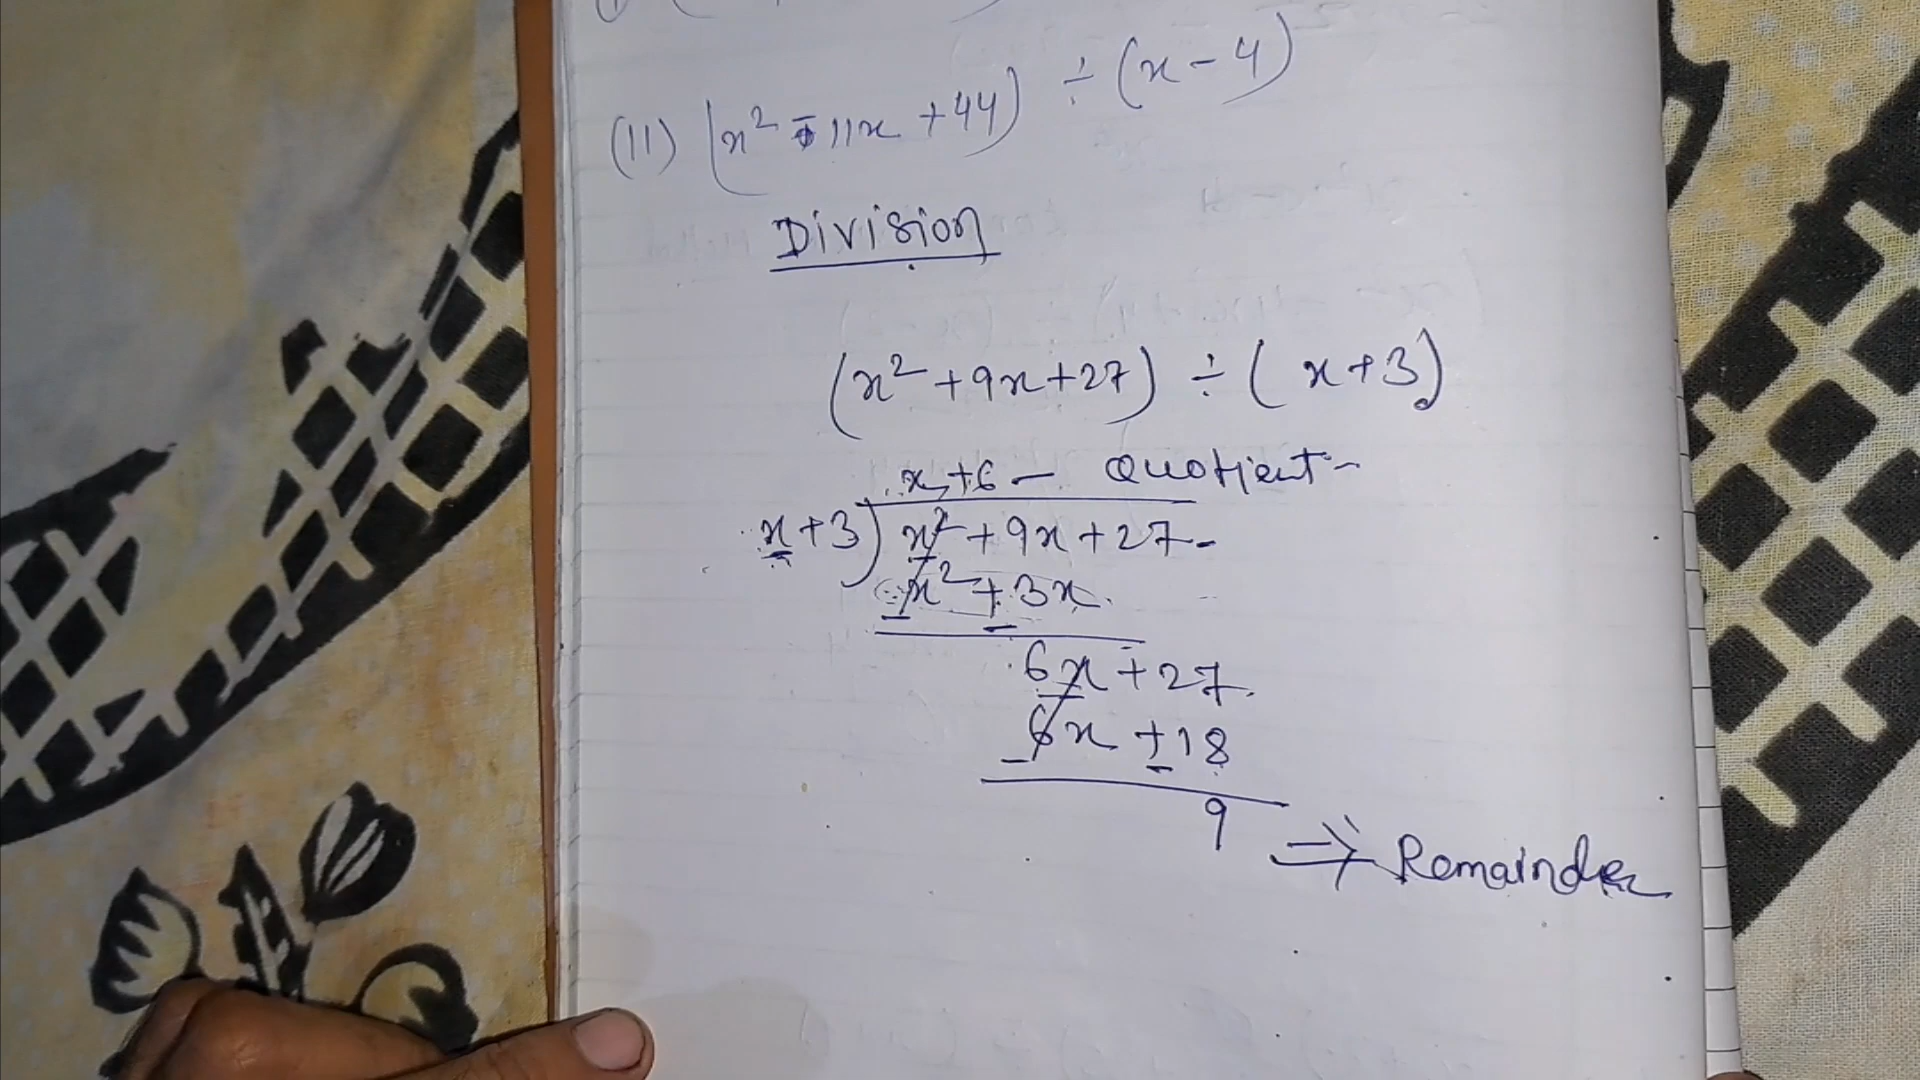 (11) (x² - 11x + 44) ÷ (x - 4)
Division
(x² + 9x + 27) ÷ (x + 3)
x + 6 – Quotient –
x + 3 ) x² + 9x + 27 -
x² + 3x
6x + 27
6x + 18
9
⇒ Remainder